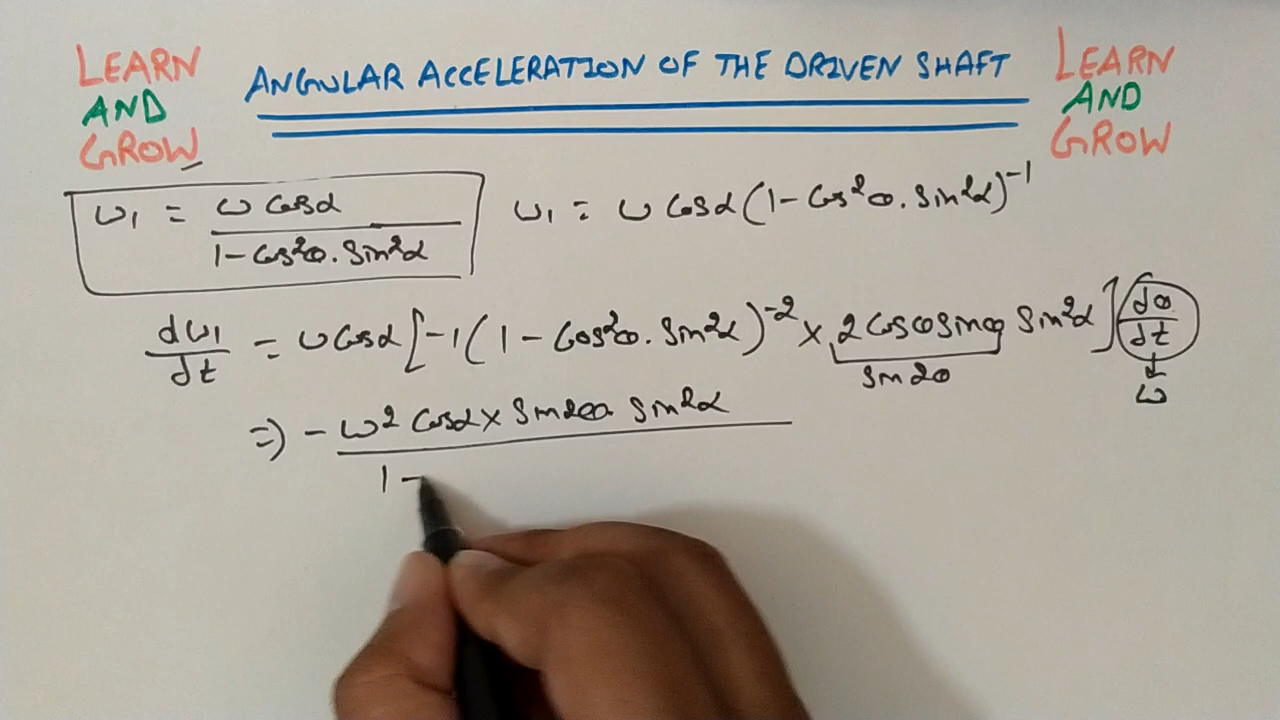 LEARN AND GROW
ANGULAR ACCELERATION OF THE DRIVEN SHAFT
LEARN AND GROW
ω₁ = ω Cosα / 1 - Cos²θ. Sin²α
ω₁ = ω Cosα (1 - Cos²θ. Sin²α)⁻¹
dω₁/dt = ω Cosα [-1 (1 - Cos²θ. Sin²α)⁻² × 2 Cosθ Sinθ Sin²α] dθ/dt
Sin2θ
ω
⇒ - ω² Cosα × Sin2θ Sin²α / 1 -